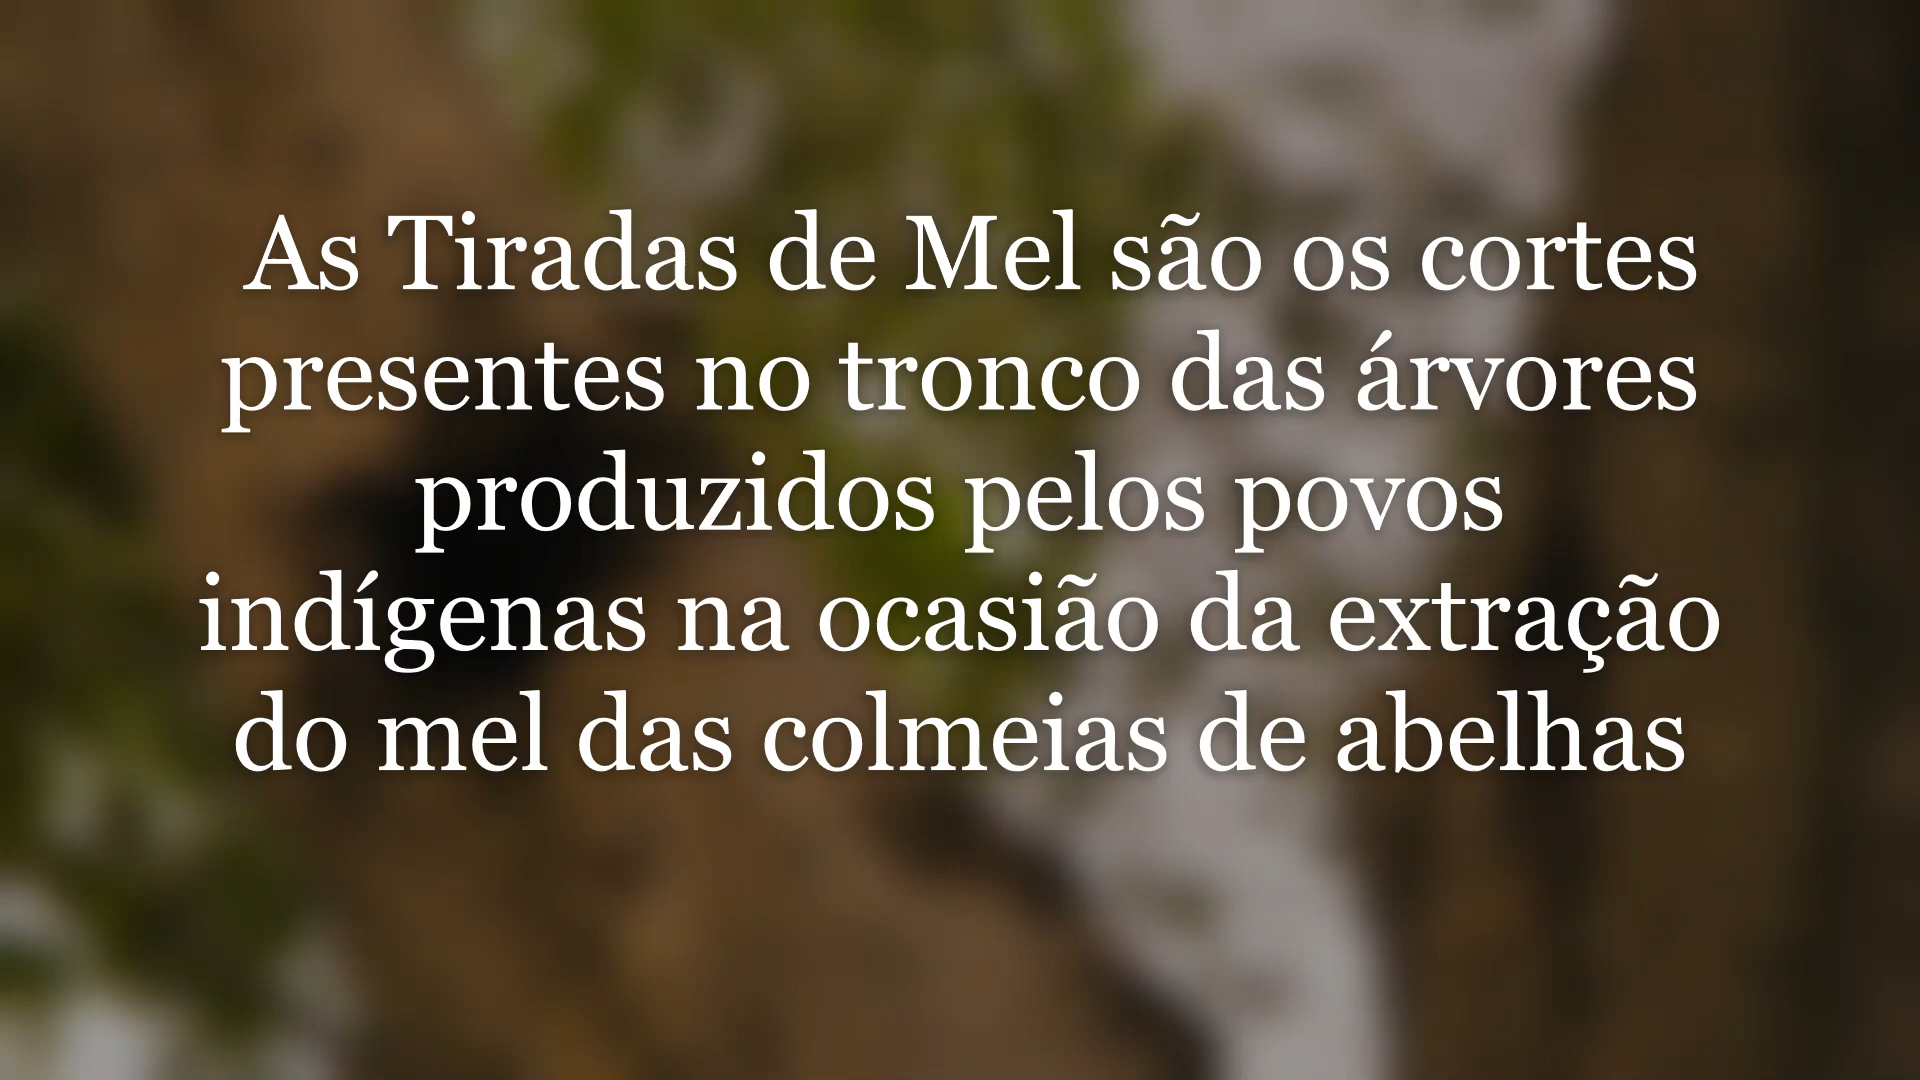 As Tiradas de Mel são os cortes
presentes no tronco das árvores
produzidos pelos povos
indígenas na ocasião da extração
do mel das colmeias de abelhas